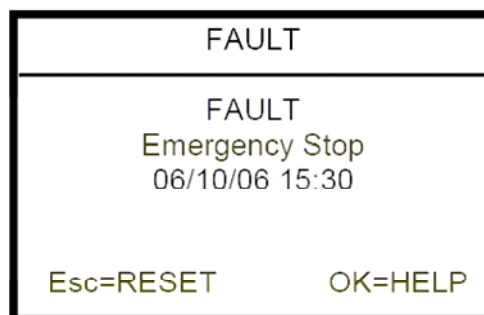 FAULT
FAULT
Emergency Stop
06/10/06 15:30
Esc=RESET OK=HELP